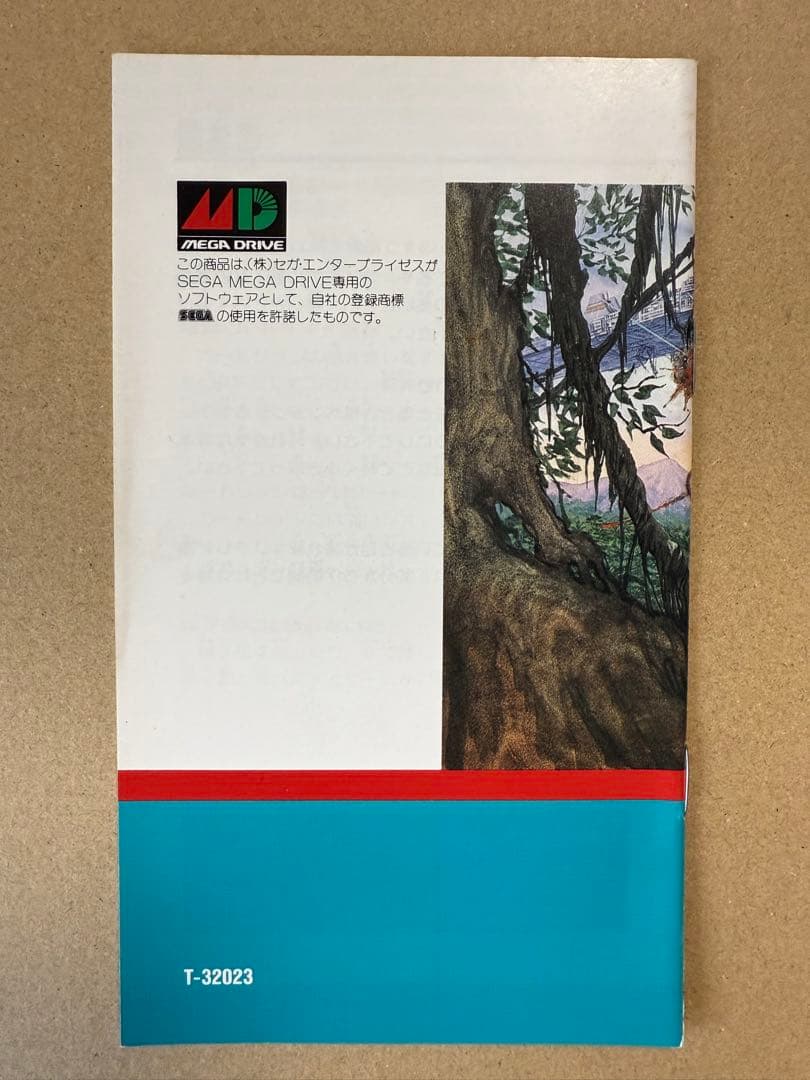 MD
MEGA DRIVE
この商品は、(株)セガ・エンタープライゼスが
SEGA MEGA DRIVE専用の
ソフトウェアとして、自社の登録商標
SEGA の使用を許諾したものです。
T-32023